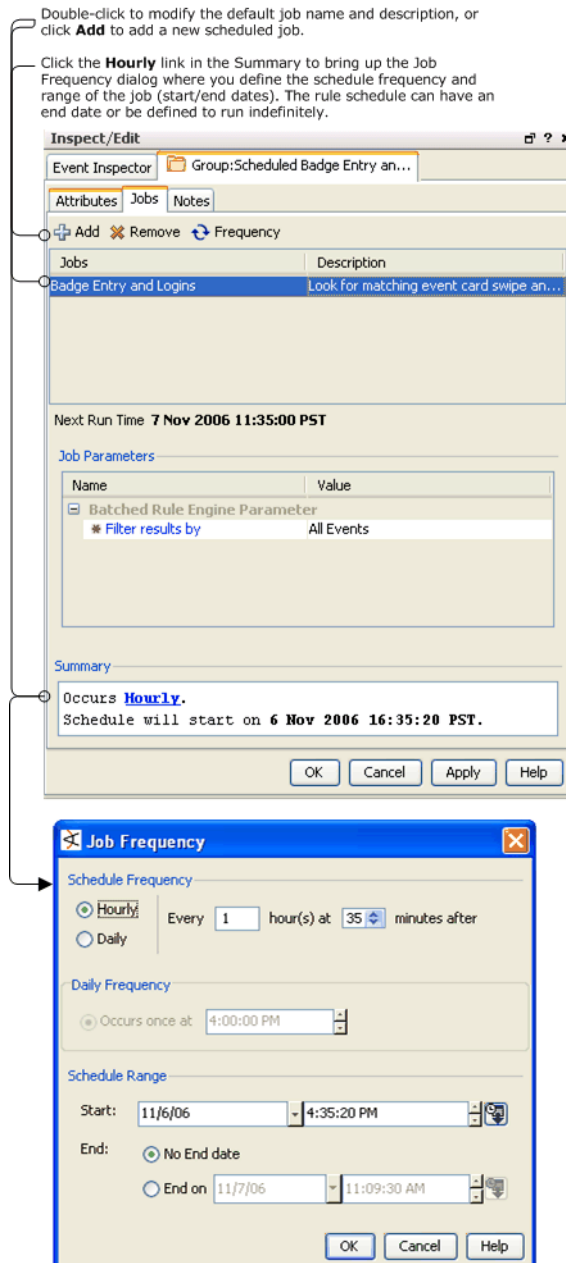 Double-click to modify the default job name and description, or
click Add to add a new scheduled job.
Click the Hourly link in the Summary to bring up the Job
Frequency dialog where you define the schedule frequency and
range of the job (start/end dates). The rule schedule can have an
end date or be defined to run indefinitely.
Inspect/Edit
Event Inspector Group:Scheduled Badge Entry an...
Attributes Jobs Notes
Add Remove Frequency
Jobs Description
Badge Entry and Logins Look for matching event card swipe an...
Next Run Time 7 Nov 2006 11:35:00 PST
Job Parameters
Name Value
Batched Rule Engine Parameter
Filter results by All Events
Summary
Occurs Hourly.
Schedule will start on 6 Nov 2006 16:35:20 PST.
OK Cancel Apply Help
Job Frequency
Schedule Frequency
Hourly Every 1 hour(s) at 35 minutes after
Daily
Daily Frequency
Occurs once at 4:00:00 PM
Schedule Range
Start: 11/6/06 4:35:20 PM
End: No End date
End on 11/7/06 11:09:30 AM
OK Cancel Help